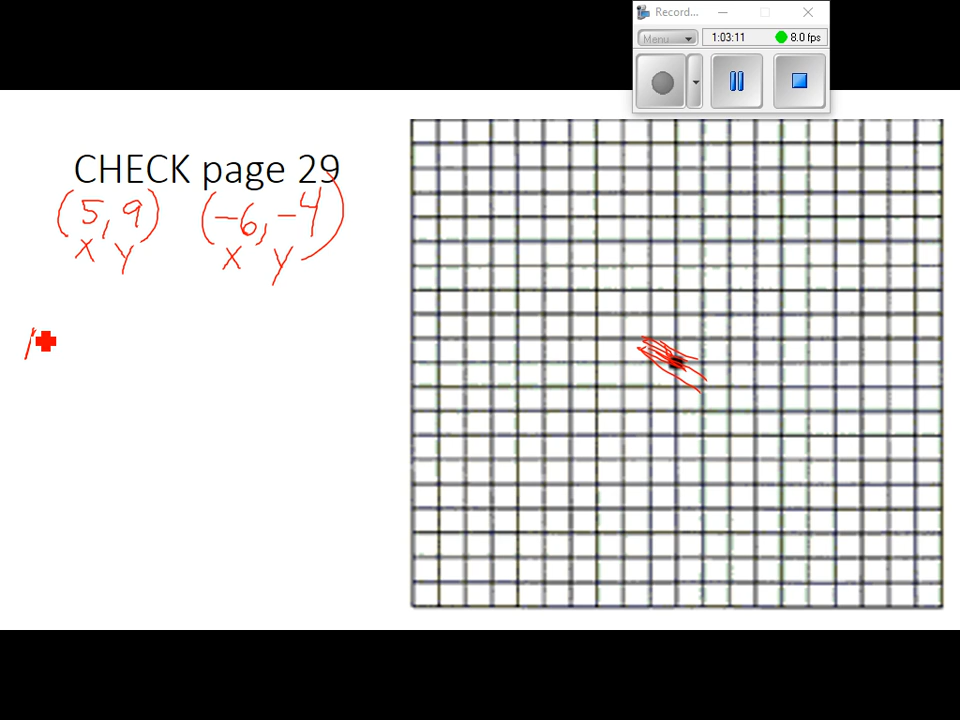 Record...
Menu 1:03:11 8.0 fps
CHECK page 29
(5,9) (-6,-4)
X Y X Y